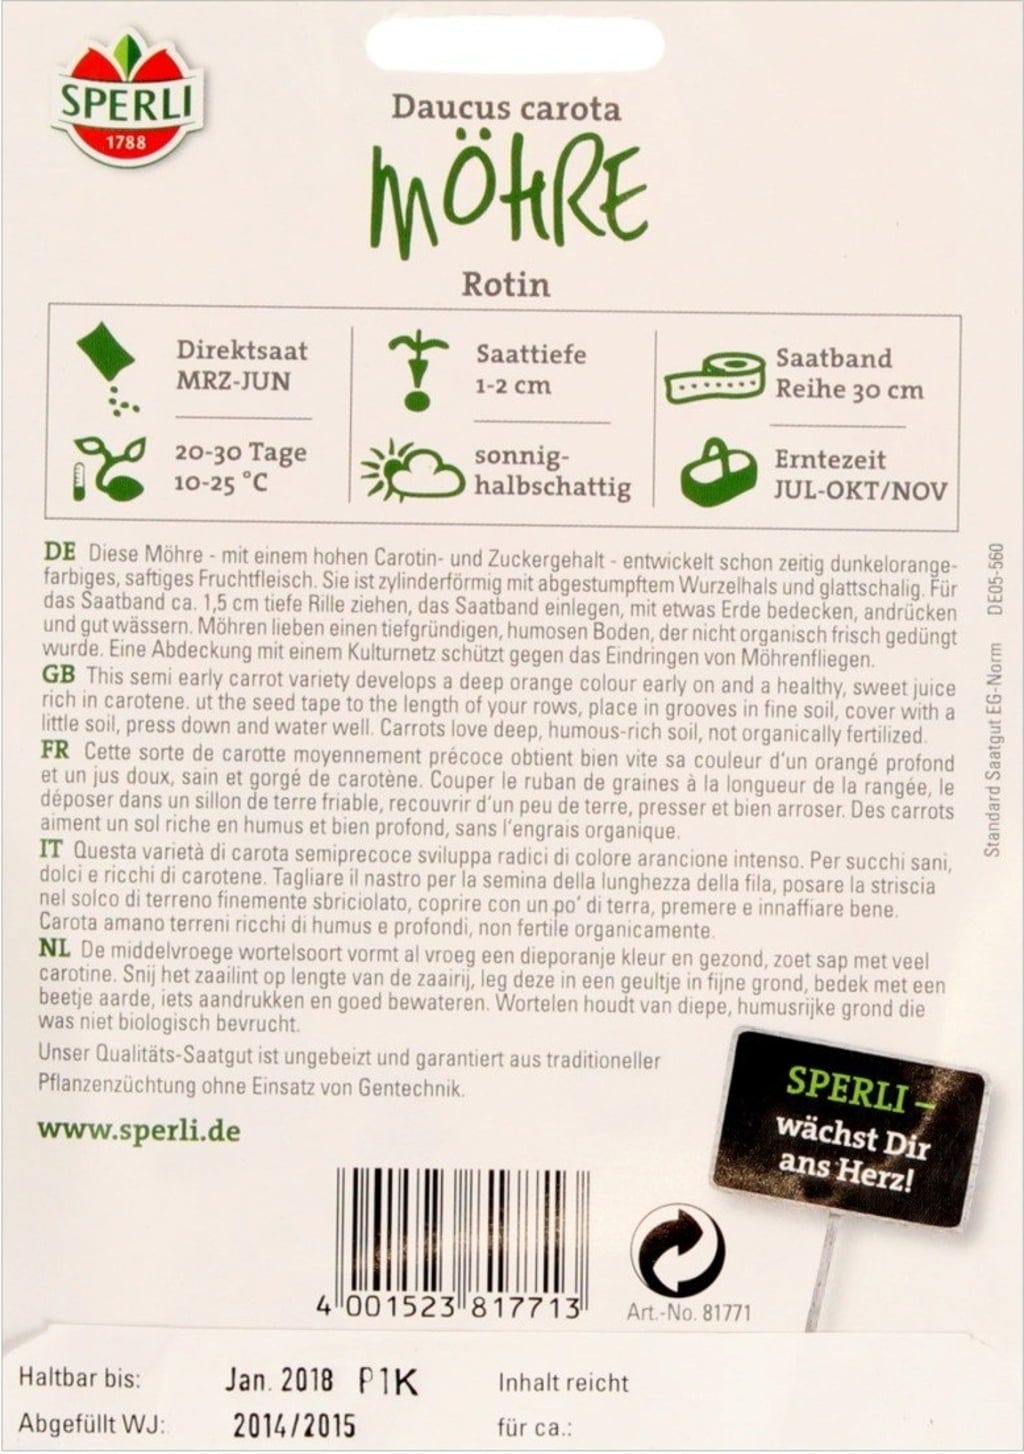 SPERLI
1788
Daucus carota
MÖHRE
Rotin
Direktsaat
MRZ-JUN
Saattiefe
1-2 cm
Saatband
Reihe 30 cm
20-30 Tage
10-25 °C
sonnig-
halbschattig
Erntezeit
JUL-OKT/NOV
DE Diese Möhre - mit einem hohen Carotin- und Zuckergehalt - entwickelt schon zeitig dunkelorange-
farbiges, saftiges Fruchtfleisch. Sie ist zylinderförmig mit abgestumpftem Wurzelhals und glattschalig. Für
das Saatband ca. 1,5 cm tiefe Rille ziehen, das Saatband einlegen, mit etwas Erde bedecken, andrücken
und gut wässern. Möhren lieben einen tiefgründigen, humosen Boden, der nicht organisch frisch gedüngt
wurde. Eine Abdeckung mit einem Kulturnetz schützt gegen das Eindringen von Möhrenfliegen.
GB This semi early carrot variety develops a deep orange colour early on and a healthy, sweet juice
rich in carotene. ut the seed tape to the length of your rows, place in grooves in fine soil, cover with a
little soil, press down and water well. Carrots love deep, humous-rich soil, not organically fertilized.
FR Cette sorte de carotte moyennement précoce obtient bien vite sa couleur d'un orangé profond
et un jus doux, sain et gorgé de carotène. Couper le ruban de graines à la longueur de la rangée, le
déposer dans un sillon de terre friable, recouvrir d'un peu de terre, presser et bien arroser. Des carrots
aiment un sol riche en humus et bien profond, sans l'engrais organique.
IT Questa varietà di carota semiprecoce sviluppa radici di colore arancione intenso. Per succhi sani,
dolci e ricchi di carotene. Tagliare il nastro per la semina della lunghezza della fila, posare la striscia
nel solco di terreno finemente sbriciolato, coprire con un po' di terra, premere e innaffiare bene.
Carota amano terreni ricchi di humus e profondi, non fertile organicamente.
NL De middelvroege wortelsoort vormt al vroeg een dieporanje kleur en gezond, zoet sap met veel
carotine. Snij het zaailint op lengte van de zaairij, leg deze in een geultje in fijne grond, bedek met een
beetje aarde, iets aandrukken en goed bewateren. Wortelen houdt van diepe, humusrijke grond die
was niet biologisch bevrucht.
Unser Qualitäts-Saatgut ist ungebeizt und garantiert aus traditioneller
Pflanzenzüchtung ohne Einsatz von Gentechnik.
www.sperli.de
Standard Saatgut EG-Norm DE05-560
SPERLI –
wächst Dir
ans Herz!
4 001523 817713
Art.-No. 81771
Haltbar bis: Jan. 2018 P1K Inhalt reicht
Abgefüllt WJ: 2014/2015 für ca.: